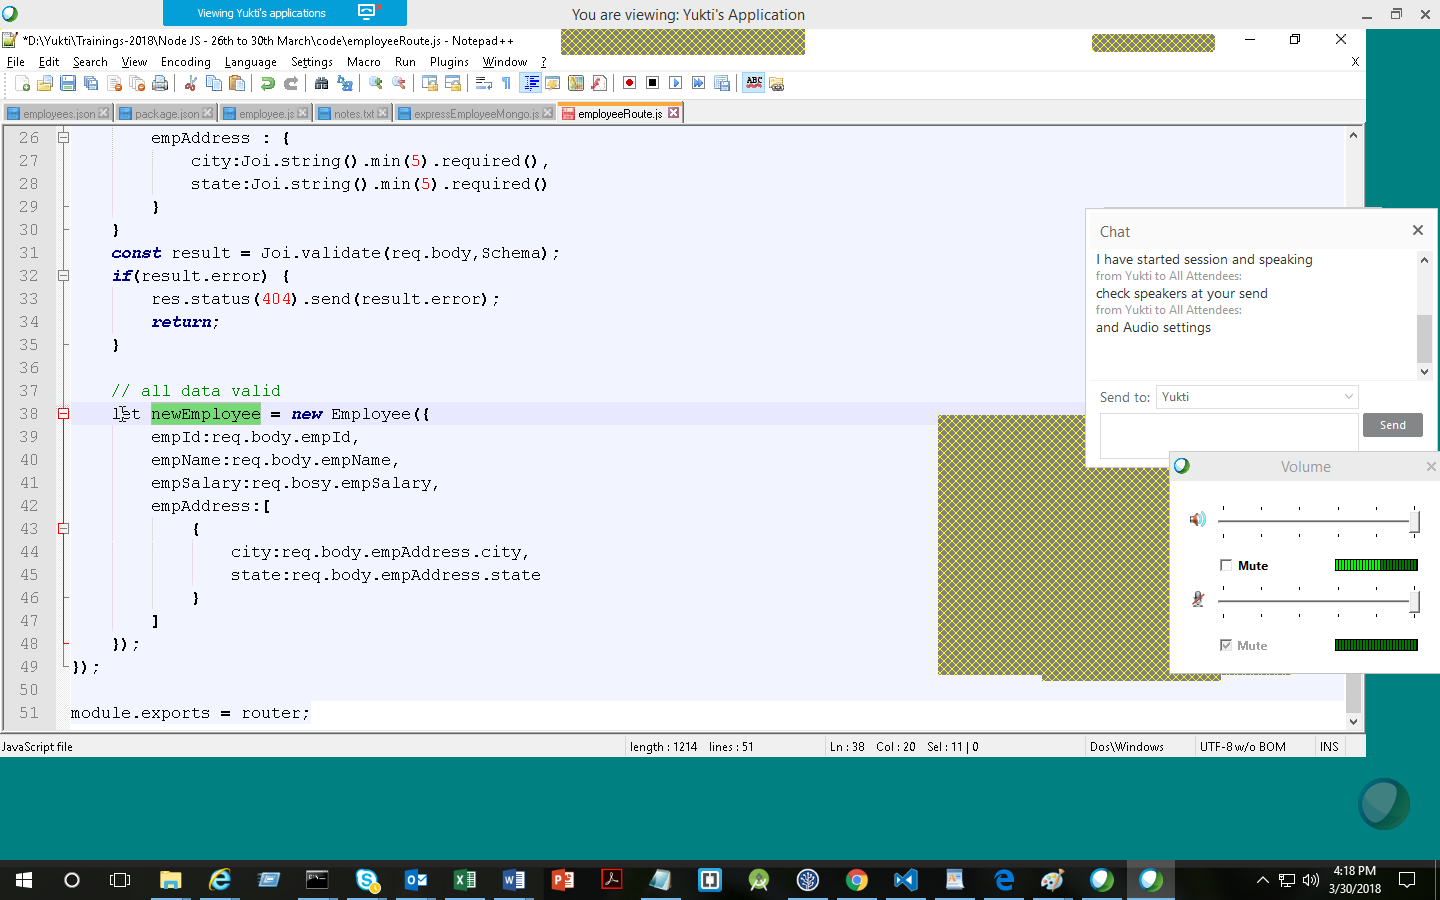 Viewing Yukti's applications
You are viewing: Yukti's Application
*D:\Yukti\Trainings-2018\Node JS - 26th to 30th March\code\employeeRoute.js - Notepad++
File Edit Search View Encoding Language Settings Macro Run Plugins Window ? X
ABC
employees.json package.json employee.js notes.txt expressEmployeeMongo.js employeeRoute.js
26 empAddress : {
27 city:Joi.string().min(5).required(),
28 state:Joi.string().min(5).required()
29 }
30 }
31 const result = Joi.validate(req.body,Schema);
32 if(result.error) {
33 res.status(404).send(result.error);
34 return;
35 }
36
37 // all data valid
38 let newEmployee = new Employee({
39 empId:req.body.empId,
40 empName:req.body.empName,
41 empSalary:req.bosy.empSalary,
42 empAddress:[
43 {
44 city:req.body.empAddress.city,
45 state:req.body.empAddress.state
46 }
47 ]
48 });
49 });
50
51 module.exports = router;
Chat
I have started session and speaking
from Yukti to All Attendees:
check speakers at your send
from Yukti to All Attendees:
and Audio settings
Send to: Yukti
Send
Volume
Mute
Mute
JavaScript file length : 1214 lines : 51 Ln : 38 Col : 20 Sel : 11 | 0 Dos\Windows UTF-8 w/o BOM INS
4:18 PM
3/30/2018